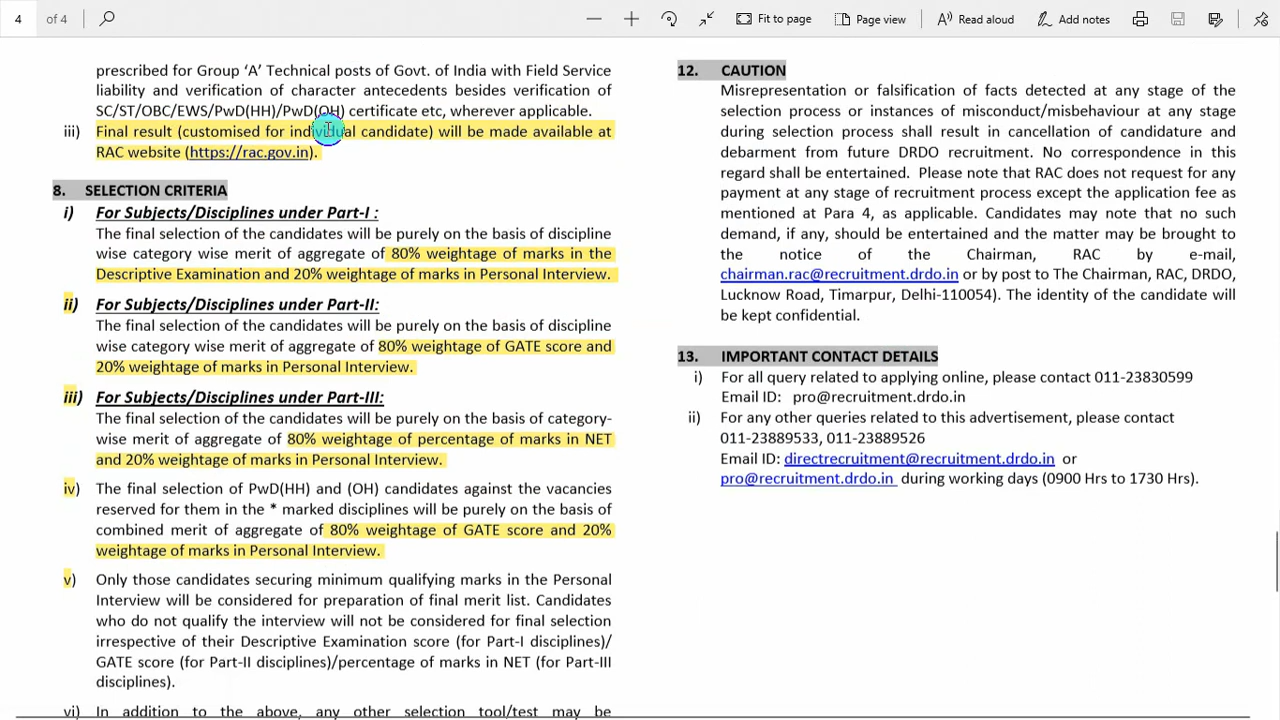 4 of 4
Fit to page
Page view
Read aloud
Add notes
prescribed for Group ‘A’ Technical posts of Govt. of India with Field Service
liability and verification of character antecedents besides verification of
SC/ST/OBC/EWS/PwD(HH)/PwD(OH) certificate etc, wherever applicable.
iii) Final result (customised for individual candidate) will be made available at
RAC website (https://rac.gov.in).
8. SELECTION CRITERIA
i) For Subjects/Disciplines under Part-I :
The final selection of the candidates will be purely on the basis of discipline
wise category wise merit of aggregate of 80% weightage of marks in the
Descriptive Examination and 20% weightage of marks in Personal Interview.
ii) For Subjects/Disciplines under Part-II:
The final selection of the candidates will be purely on the basis of discipline
wise category wise merit of aggregate of 80% weightage of GATE score and
20% weightage of marks in Personal Interview.
iii) For Subjects/Disciplines under Part-III:
The final selection of the candidates will be purely on the basis of category-
wise merit of aggregate of 80% weightage of percentage of marks in NET
and 20% weightage of marks in Personal Interview.
iv) The final selection of PwD(HH) and (OH) candidates against the vacancies
reserved for them in the * marked disciplines will be purely on the basis of
combined merit of aggregate of 80% weightage of GATE score and 20%
weightage of marks in Personal Interview.
v) Only those candidates securing minimum qualifying marks in the Personal
Interview will be considered for preparation of final merit list. Candidates
who do not qualify the interview will not be considered for final selection
irrespective of their Descriptive Examination score (for Part-I disciplines)/
GATE score (for Part-II disciplines)/percentage of marks in NET (for Part-III
disciplines).
vi) In addition to the above, any other selection tool/test may be
12. CAUTION
Misrepresentation or falsification of facts detected at any stage of the
selection process or instances of misconduct/misbehaviour at any stage
during selection process shall result in cancellation of candidature and
debarment from future DRDO recruitment. No correspondence in this
regard shall be entertained. Please note that RAC does not request for any
payment at any stage of recruitment process except the application fee as
mentioned at Para 4, as applicable. Candidates may note that no such
demand, if any, should be entertained and the matter may be brought to
the notice of the Chairman, RAC by e-mail,
chairman.rac@recruitment.drdo.in or by post to The Chairman, RAC, DRDO,
Lucknow Road, Timarpur, Delhi-110054). The identity of the candidate will
be kept confidential.
13. IMPORTANT CONTACT DETAILS
i) For all query related to applying online, please contact 011-23830599
Email ID: pro@recruitment.drdo.in
ii) For any other queries related to this advertisement, please contact
011-23889533, 011-23889526
Email ID: directrecruitment@recruitment.drdo.in or
pro@recruitment.drdo.in during working days (0900 Hrs to 1730 Hrs).